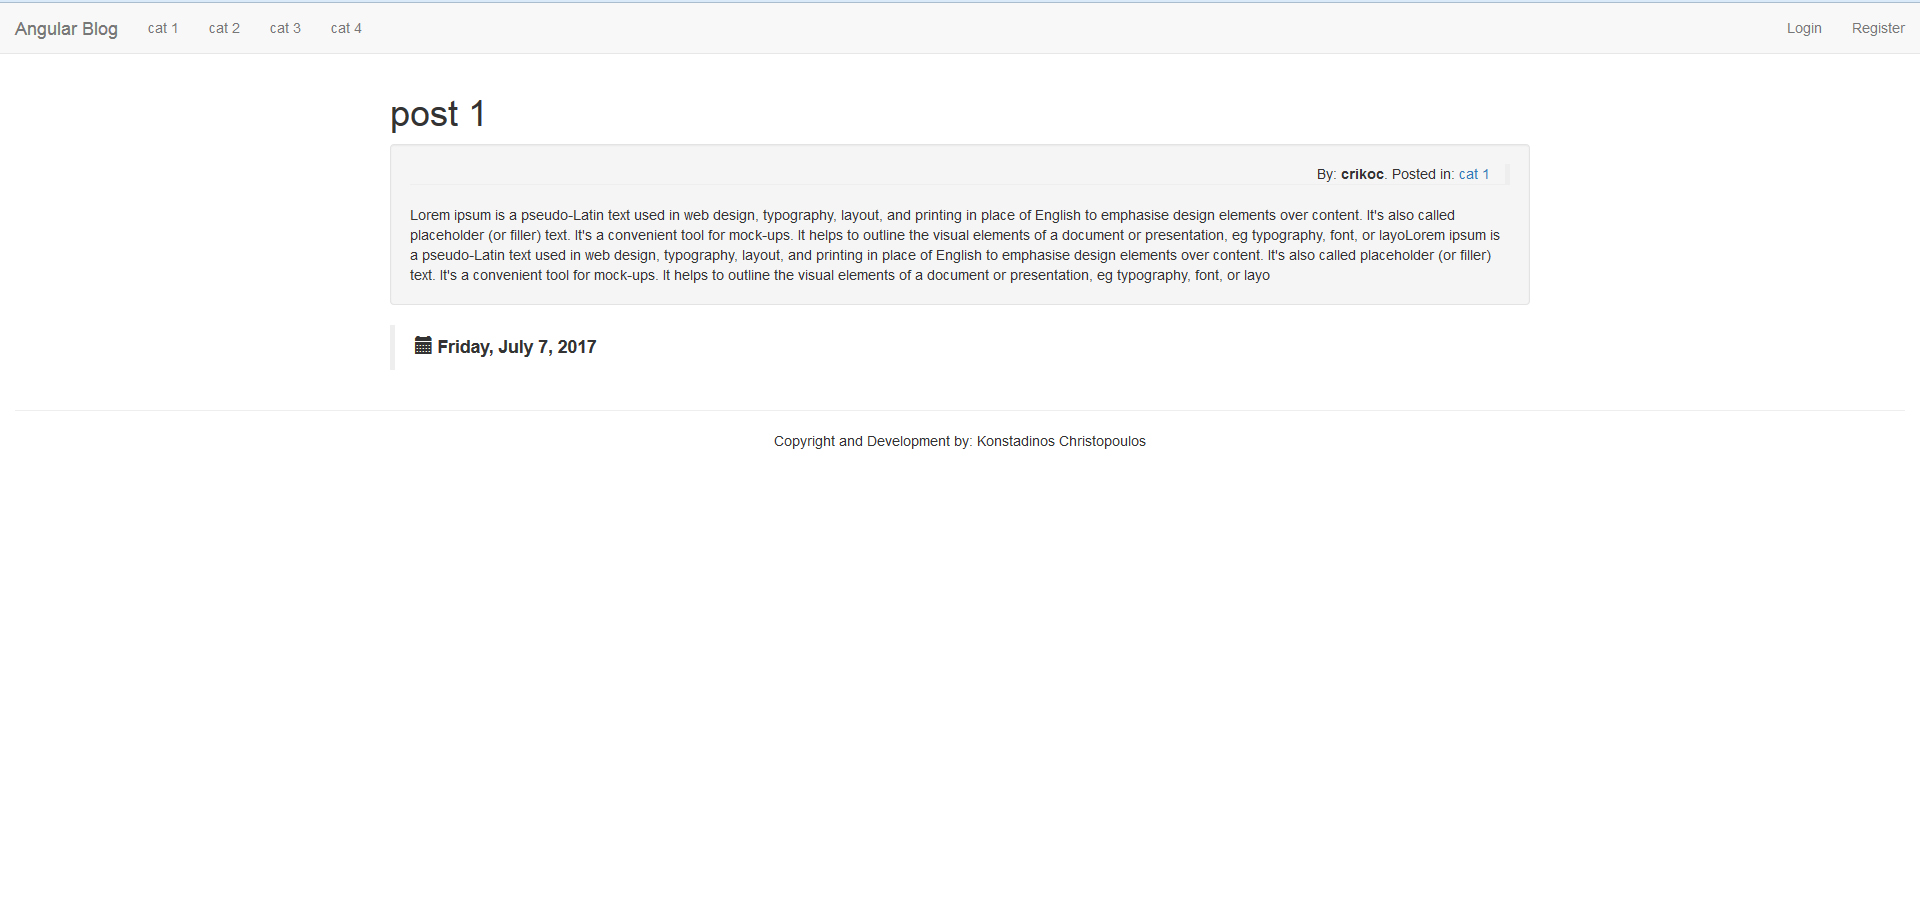 Angular Blog cat 1 cat 2 cat 3 cat 4 Login Register
post 1
By: crikoc. Posted in: cat 1
Lorem ipsum is a pseudo-Latin text used in web design, typography, layout, and printing in place of English to emphasise design elements over content. It's also called
placeholder (or filler) text. It's a convenient tool for mock-ups. It helps to outline the visual elements of a document or presentation, eg typography, font, or layoLorem ipsum is
a pseudo-Latin text used in web design, typography, layout, and printing in place of English to emphasise design elements over content. It's also called placeholder (or filler)
text. It's a convenient tool for mock-ups. It helps to outline the visual elements of a document or presentation, eg typography, font, or layo
Friday, July 7, 2017
Copyright and Development by: Konstadinos Christopoulos